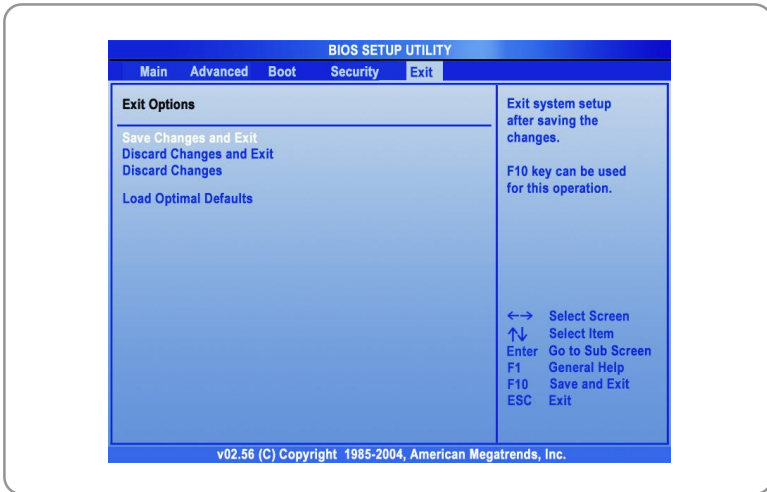 BIOS SETUP UTILITY
Main Advanced Boot Security Exit
Exit Options
Save Changes and Exit
Discard Changes and Exit
Discard Changes
Load Optimal Defaults
Exit system setup
after saving the
changes.
F10 key can be used
for this operation.
←→ Select Screen
↑↓ Select Item
Enter Go to Sub Screen
F1 General Help
F10 Save and Exit
ESC Exit
v02.56 (C) Copyright 1985-2004, American Megatrends, Inc.